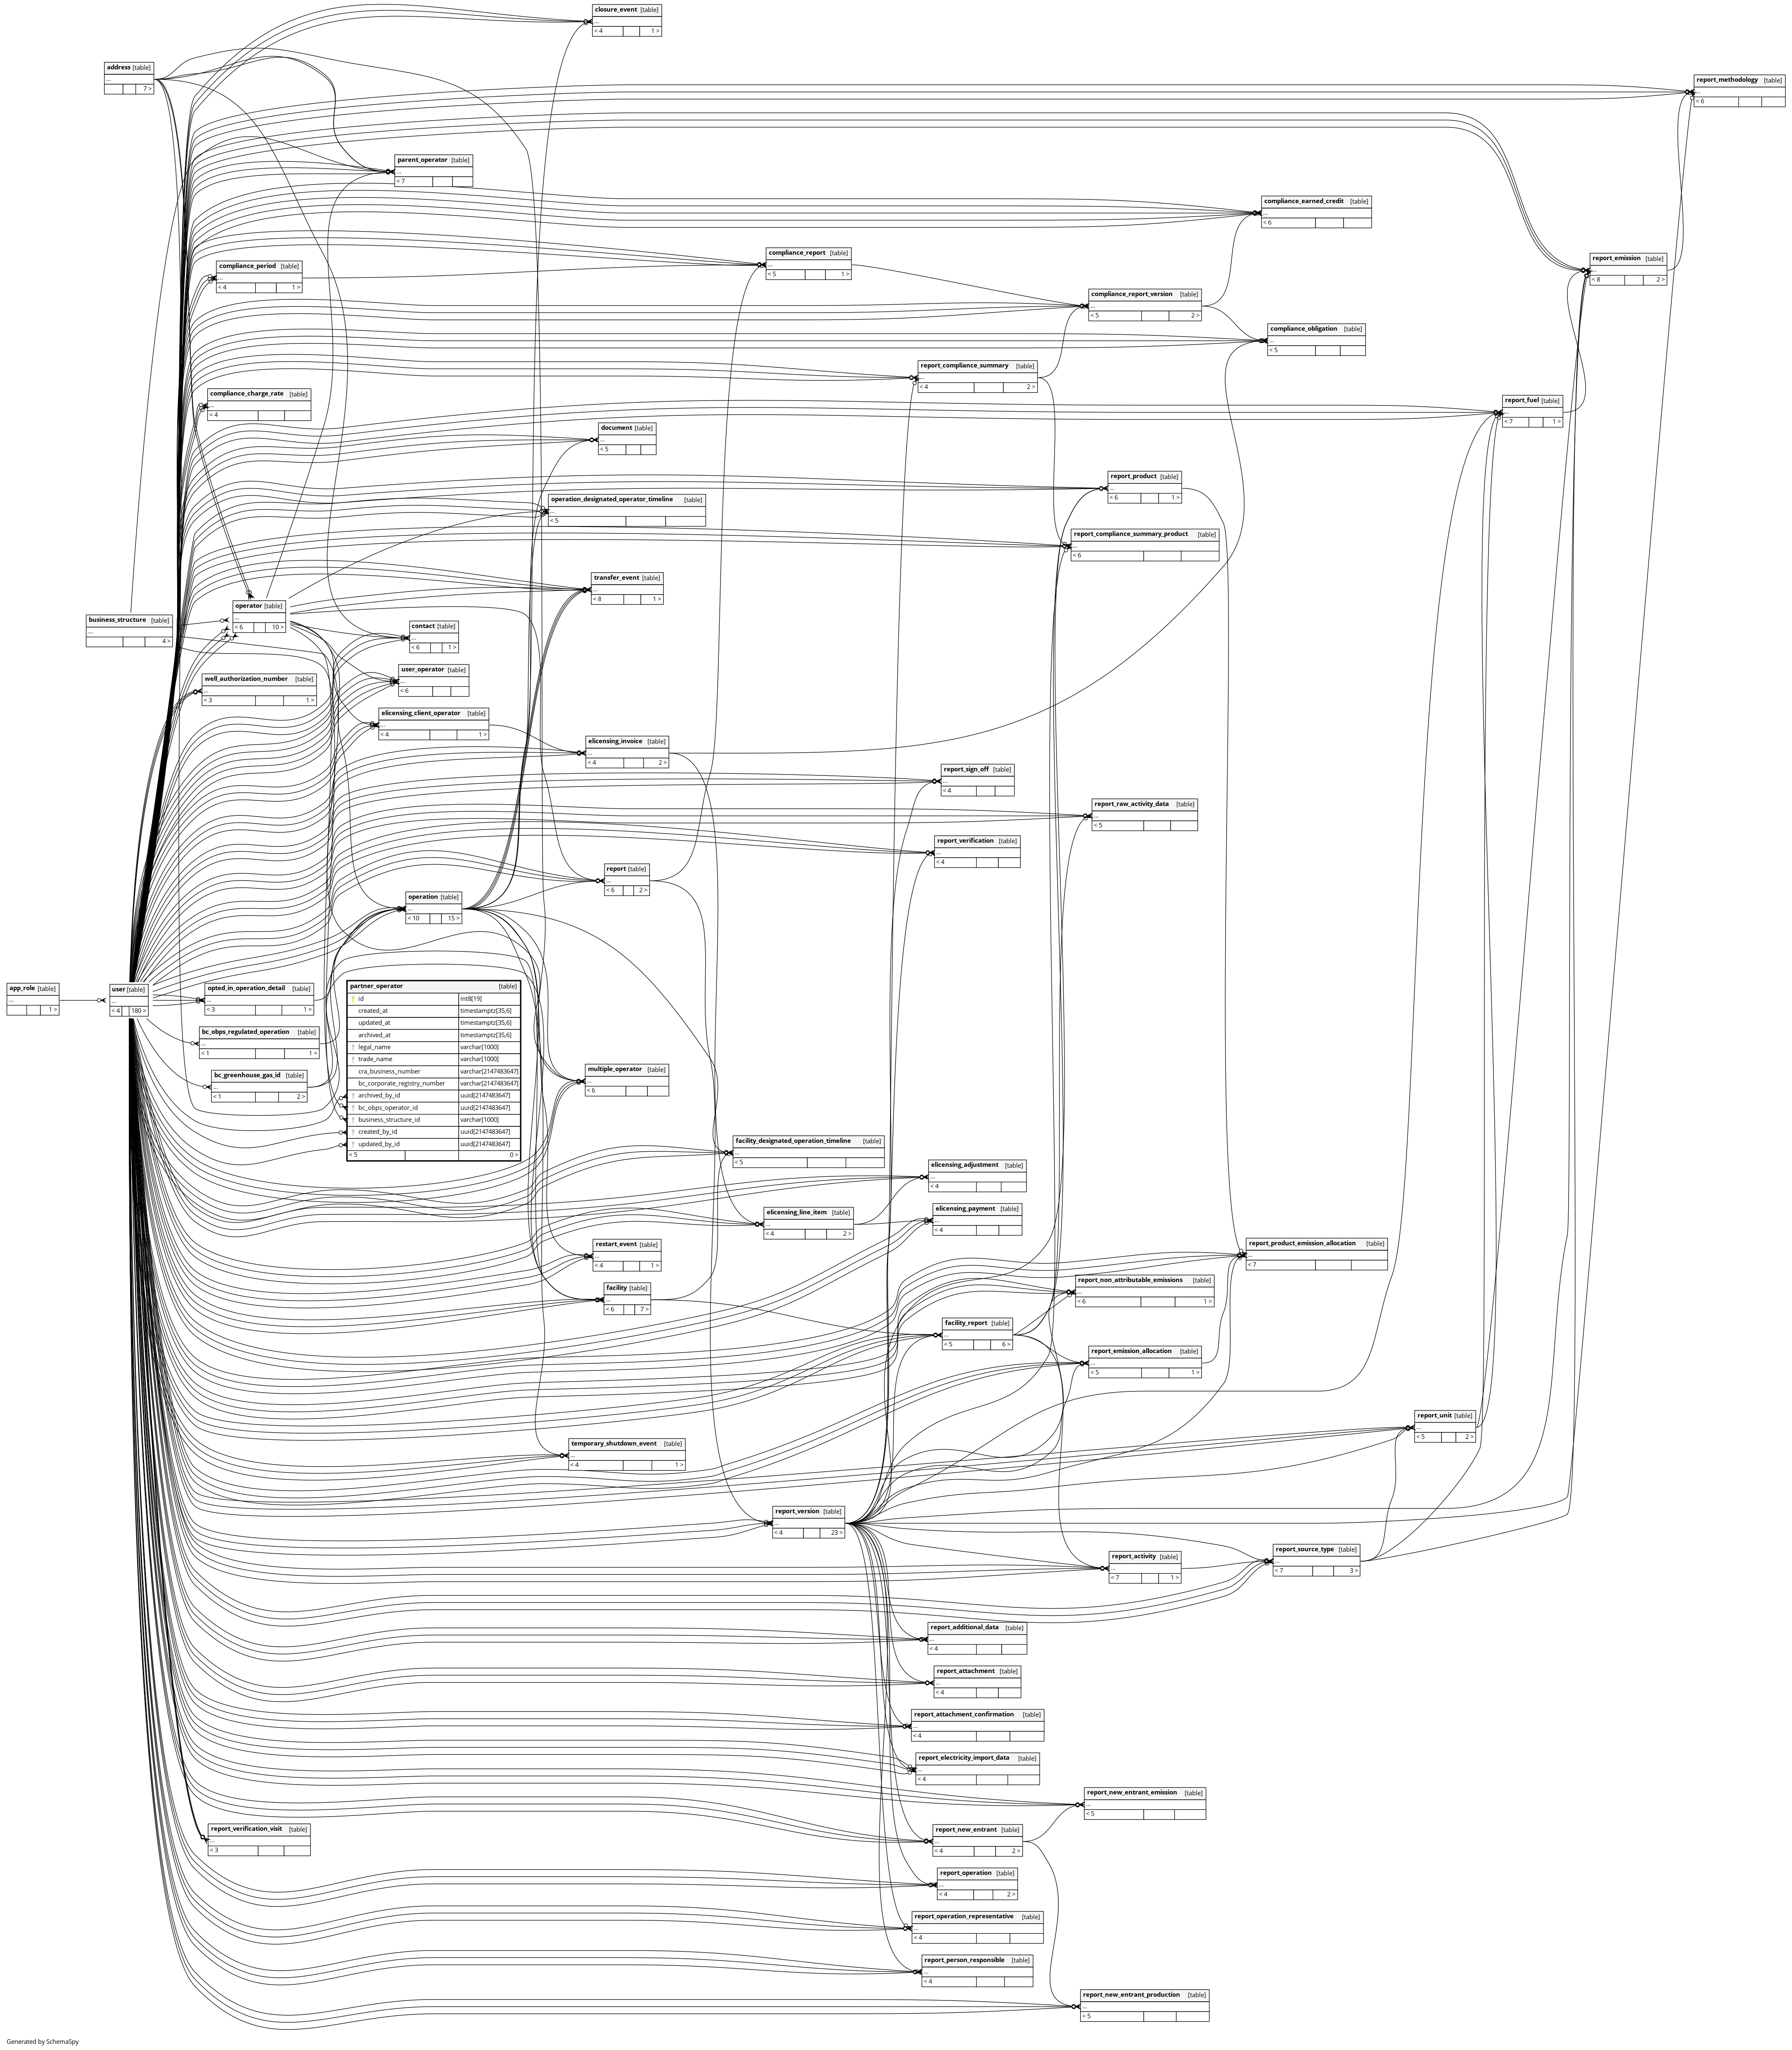 closure_event [table]
...
< 4 1 >
address [table]
...
7 >
report_methodology [table]
...
< 6
parent_operator [table]
...
< 7
compliance_earned_credit [table]
...
< 6
compliance_report [table]
...
< 5 1 >
report_emission [table]
...
< 8 2 >
compliance_period [table]
...
< 4 1 >
compliance_report_version [table]
...
< 5 2 >
compliance_obligation [table]
...
< 5
report_compliance_summary [table]
...
< 4 2 >
compliance_charge_rate [table]
...
< 4
report_fuel [table]
...
< 7 1 >
document [table]
...
< 5
report_product [table]
...
< 6 1 >
operation_designated_operator_timeline [table]
...
< 5
report_compliance_summary_product [table]
...
< 6
transfer_event [table]
...
< 8 1 >
operator [table]
...
< 6 10 >
business_structure [table]
...
4 >
contact [table]
...
< 6 1 >
user_operator [table]
...
< 6
well_authorization_number [table]
...
< 3 1 >
elicensing_client_operator [table]
...
< 4 1 >
elicensing_invoice [table]
...
< 4 2 >
report_sign_off [table]
...
< 4
report_raw_activity_data [table]
...
< 5
report_verification [table]
...
< 4
report [table]
...
< 6 2 >
operation [table]
...
< 10 15 >
app_role [table]
...
1 >
user [table]
...
< 4 180 >
opted_in_operation_detail [table]
...
< 3 1 >
bc_obps_regulated_operation [table]
...
< 1 1 >
bc_greenhouse_gas_id [table]
...
< 1 2 >
partner_operator [table]
id int8[19]
created_at timestamptz[35,6]
updated_at timestamptz[35,6]
archived_at timestamptz[35,6]
legal_name varchar[1000]
trade_name varchar[1000]
cra_business_number varchar[2147483647]
bc_corporate_registry_number varchar[2147483647]
archived_by_id uuid[2147483647]
bc_obps_operator_id uuid[2147483647]
business_structure_id varchar[1000]
created_by_id uuid[2147483647]
updated_by_id uuid[2147483647]
< 5 0 >
multiple_operator [table]
...
< 6
facility_designated_operation_timeline [table]
...
< 5
elicensing_adjustment [table]
...
< 4
elicensing_line_item [table]
...
< 4 2 >
elicensing_payment [table]
...
< 4
restart_event [table]
...
< 4 1 >
report_product_emission_allocation [table]
...
< 7
report_non_attributable_emissions [table]
...
< 6 1 >
facility [table]
...
< 6 7 >
facility_report [table]
...
< 5 6 >
report_emission_allocation [table]
...
< 5 1 >
report_unit [table]
...
< 5 2 >
temporary_shutdown_event [table]
...
< 4 1 >
report_version [table]
...
< 4 23 >
report_activity [table]
...
< 7 1 >
report_source_type [table]
...
< 7 3 >
report_additional_data [table]
...
< 4
report_attachment [table]
...
< 4
report_attachment_confirmation [table]
...
< 4
report_electricity_import_data [table]
...
< 4
report_new_entrant_emission [table]
...
< 5
report_verification_visit [table]
...
< 3
report_new_entrant [table]
...
< 4 2 >
report_operation [table]
...
< 4 2 >
report_operation_representative [table]
...
< 4
report_person_responsible [table]
...
< 4
report_new_entrant_production [table]
...
< 5
Generated by SchemaSpy